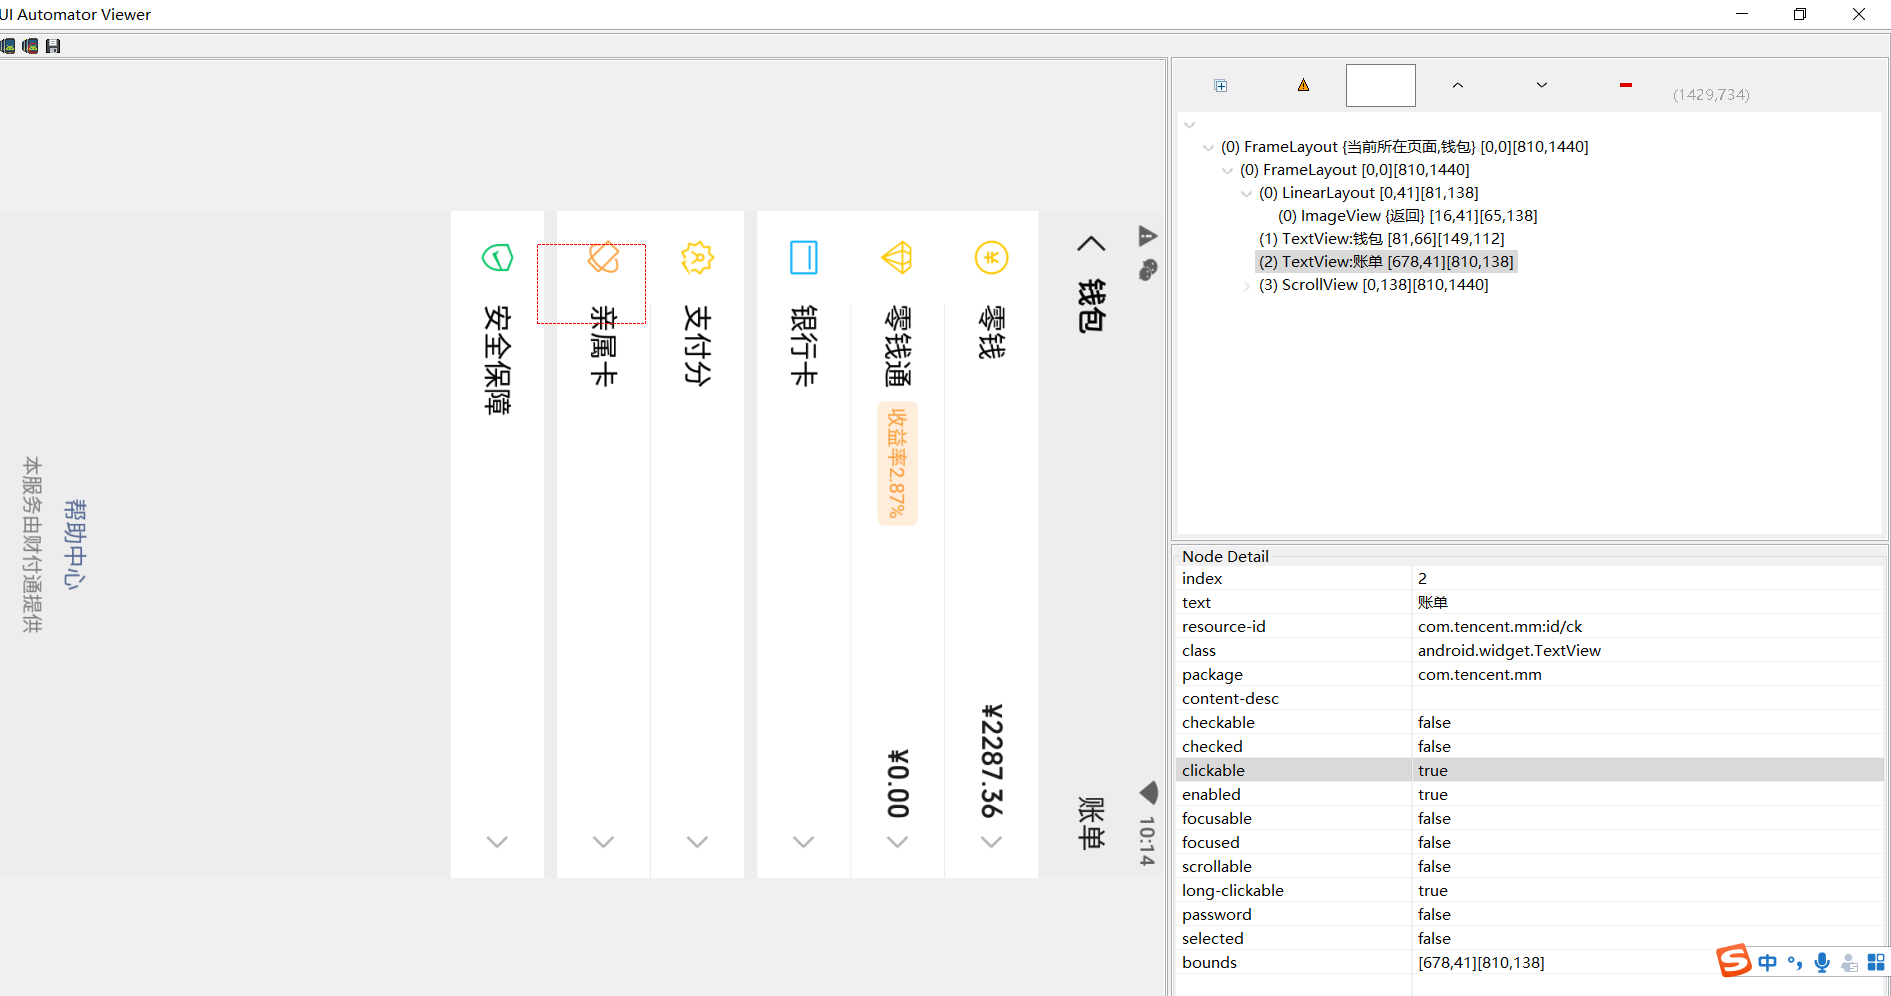 UI Automator Viewer
(1429,734)
(0) FrameLayout {当前所在页面,钱包} [0,0][810,1440]
(0) FrameLayout [0,0][810,1440]
(0) LinearLayout [0,41][81,138]
(0) ImageView {返回} [16,41][65,138]
(1) TextView:钱包 [81,66][149,112]
(2) TextView:账单 [678,41][810,138]
(3) ScrollView [0,138][810,1440]
10:14
钱包
账单
零钱
¥2287.36
零钱通
收益率2.87%
¥0.00
银行卡
支付分
亲属卡
安全保障
帮助中心
本服务由财付通提供
Node Detail
index 2
text 账单
resource-id com.tencent.mm:id/ck
class android.widget.TextView
package com.tencent.mm
content-desc
checkable false
checked false
clickable true
enabled true
focusable false
focused false
scrollable false
long-clickable true
password false
selected false
bounds [678,41][810,138]
中